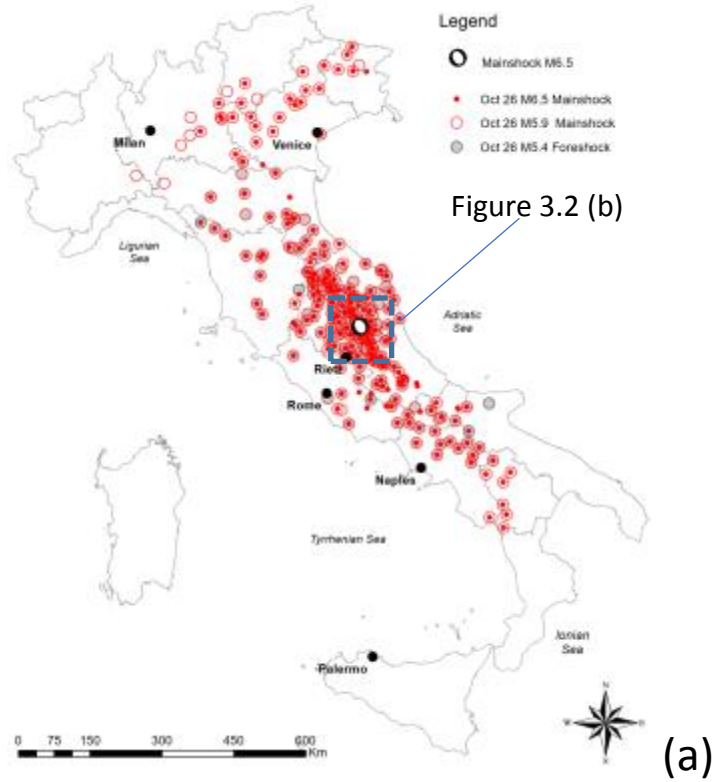 Legend
Mainshock M6.5
Oct 26 M6.5 Mainshock
Oct 26 M5.9 Mainshock
Oct 26 M5.4 Foreshock
Milan
Venice
Figure 3.2 (b)
Ligurian
Sea
Adriatic
Sea
Rieti
Rome
Naples
Tyrrhenian Sea
Ionian
Sea
Palermo
N
W
E
S
0 75 150 300 450 600
Km
(a)